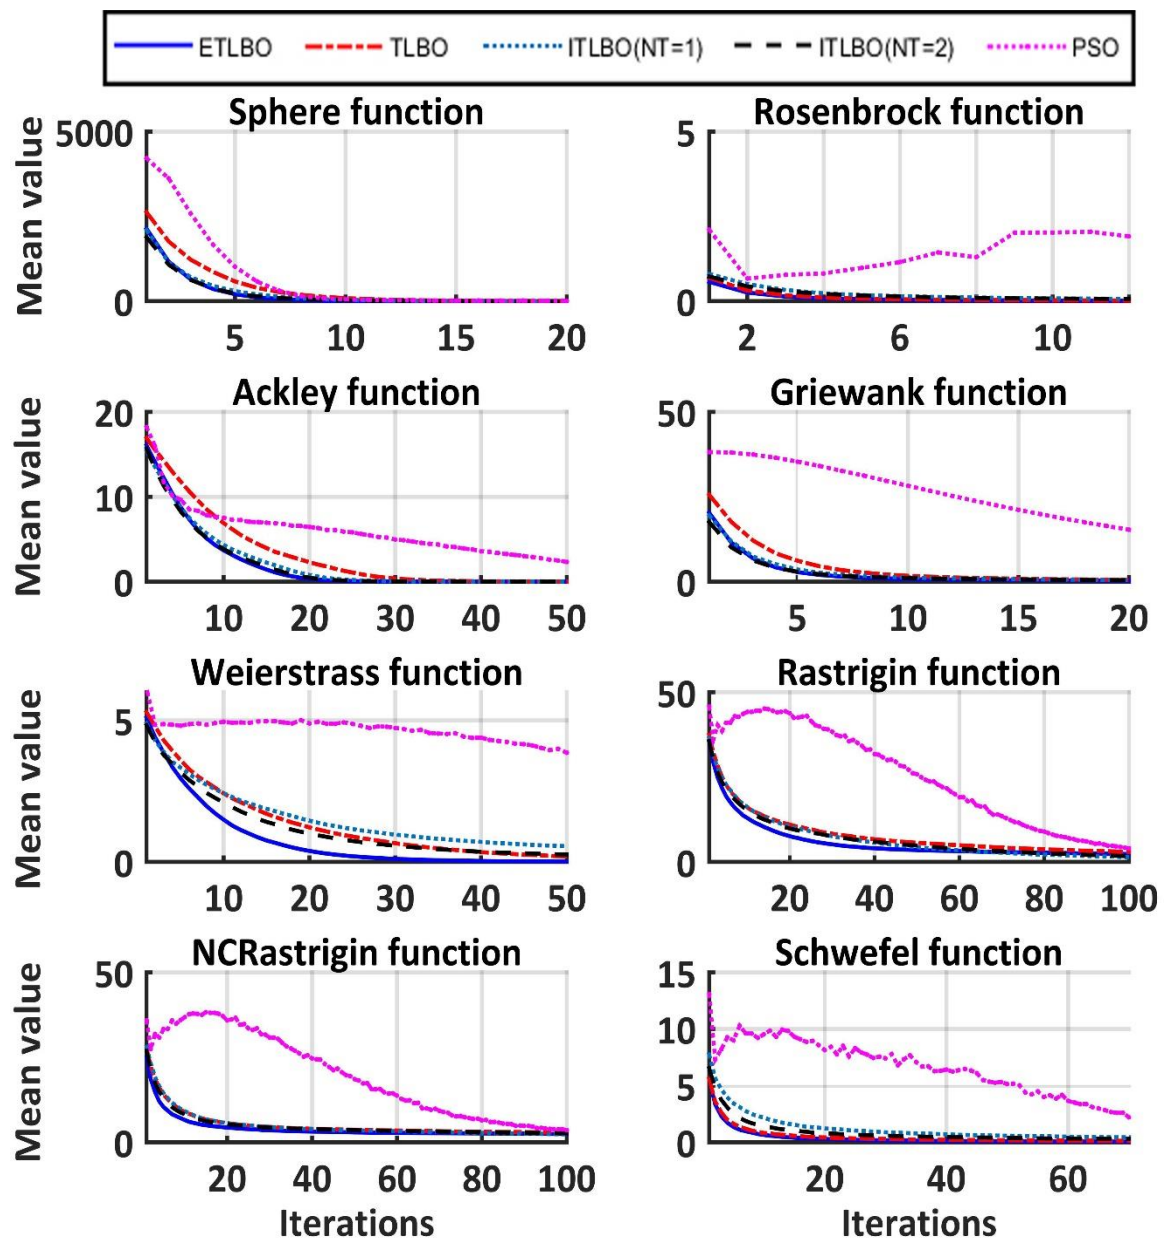 ETLBO TLBO ITLBO(NT=1) ITLBO(NT=2) PSO
Sphere function
Mean value
5000
0
5 10 15 20
Rosenbrock function
5
0
2 6 10
Ackley function
Mean value
20
10
0
10 20 30 40 50
Griewank function
50
0
5 10 15 20
Weierstrass function
Mean value
5
0
10 20 30 40 50
Rastrigin function
50
0
20 40 60 80 100
NCRastrigin function
Mean value
50
0
20 40 60 80 100
Iterations
Schwefel function
15
10
5
0
20 40 60
Iterations